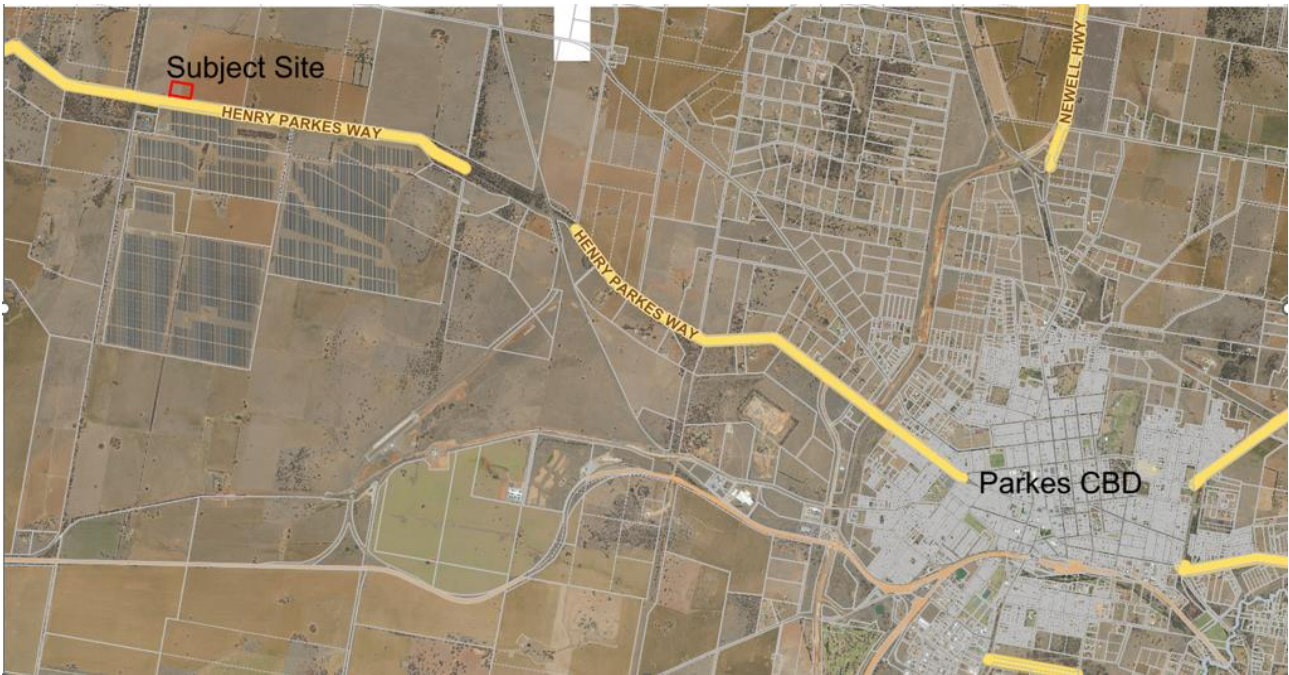 Subject Site
HENRY PARKES WAY
NEWELL HWY
HENRY PARKES WAY
Parkes CBD